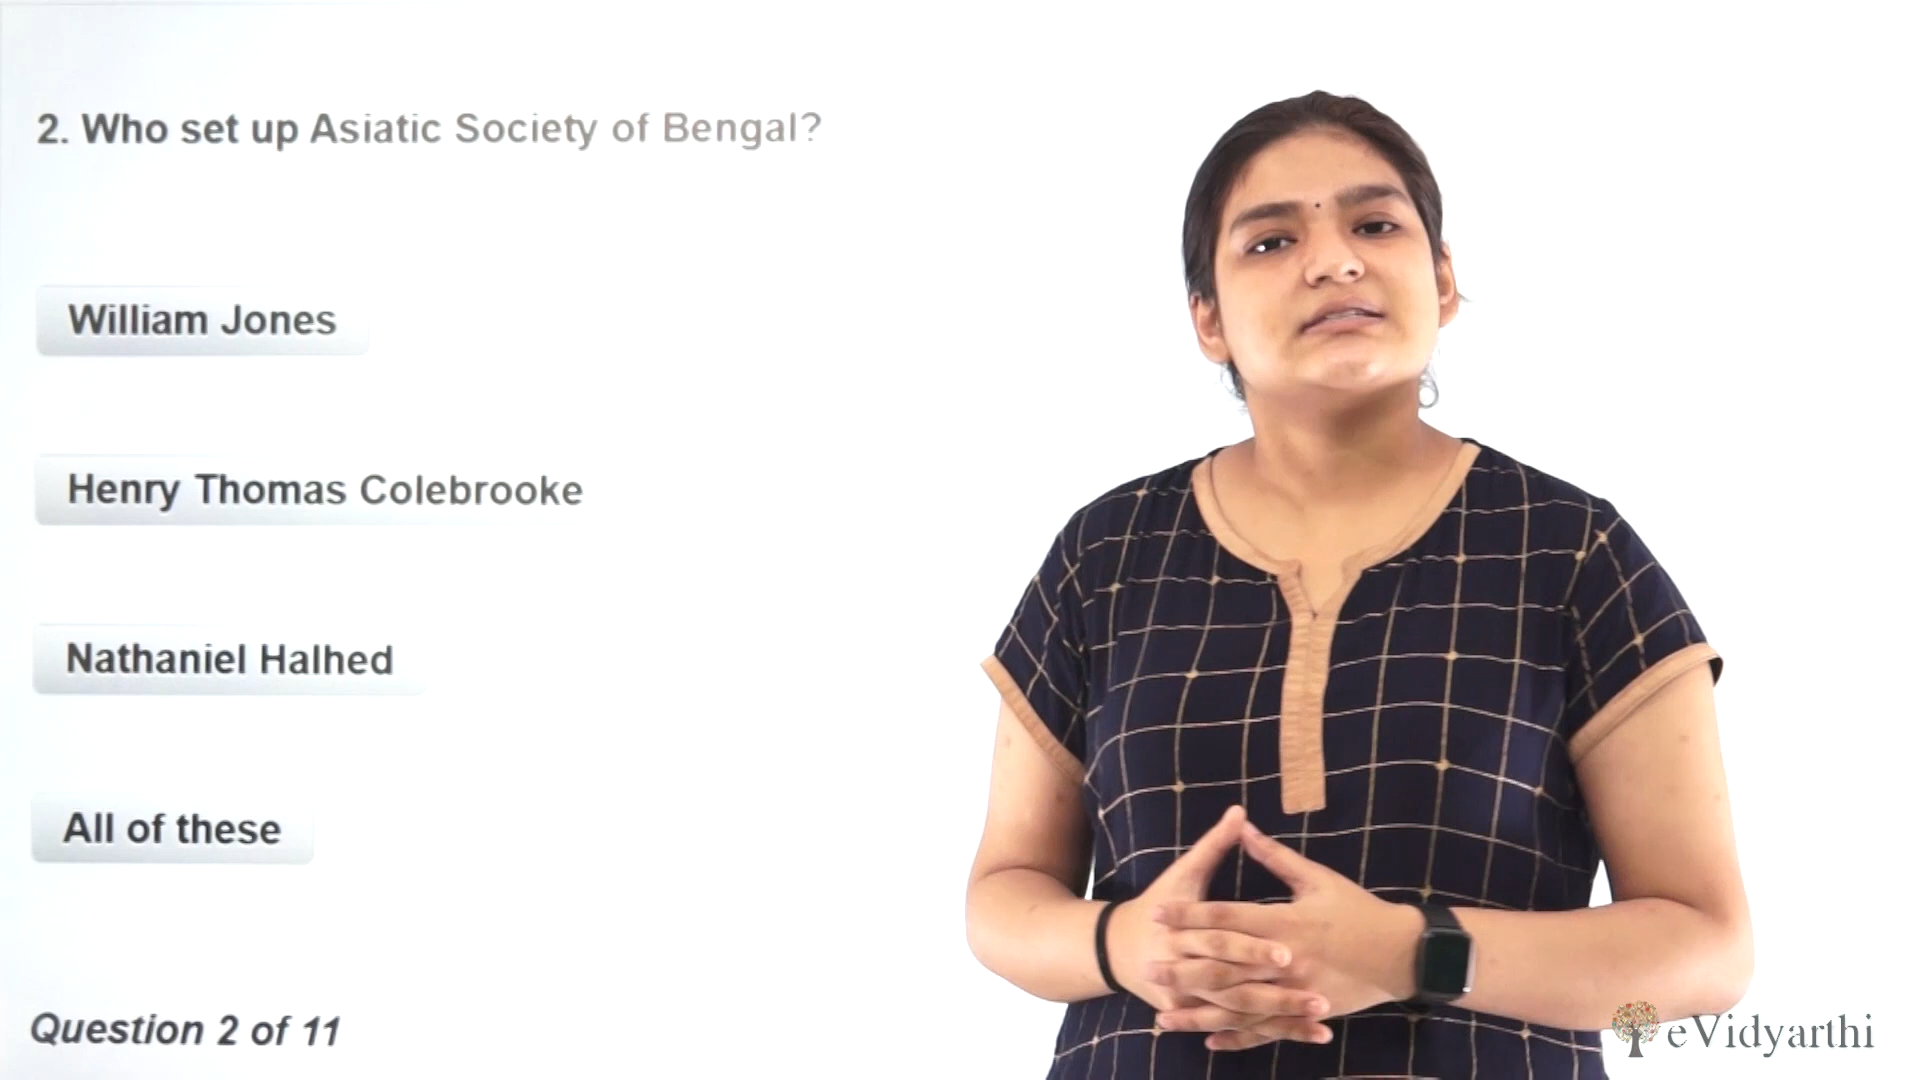 2. Who set up Asiatic Society of Bengal?
William Jones
Henry Thomas Colebrooke
Nathaniel Halhed
All of these
Question 2 of 11
eVidyarthi